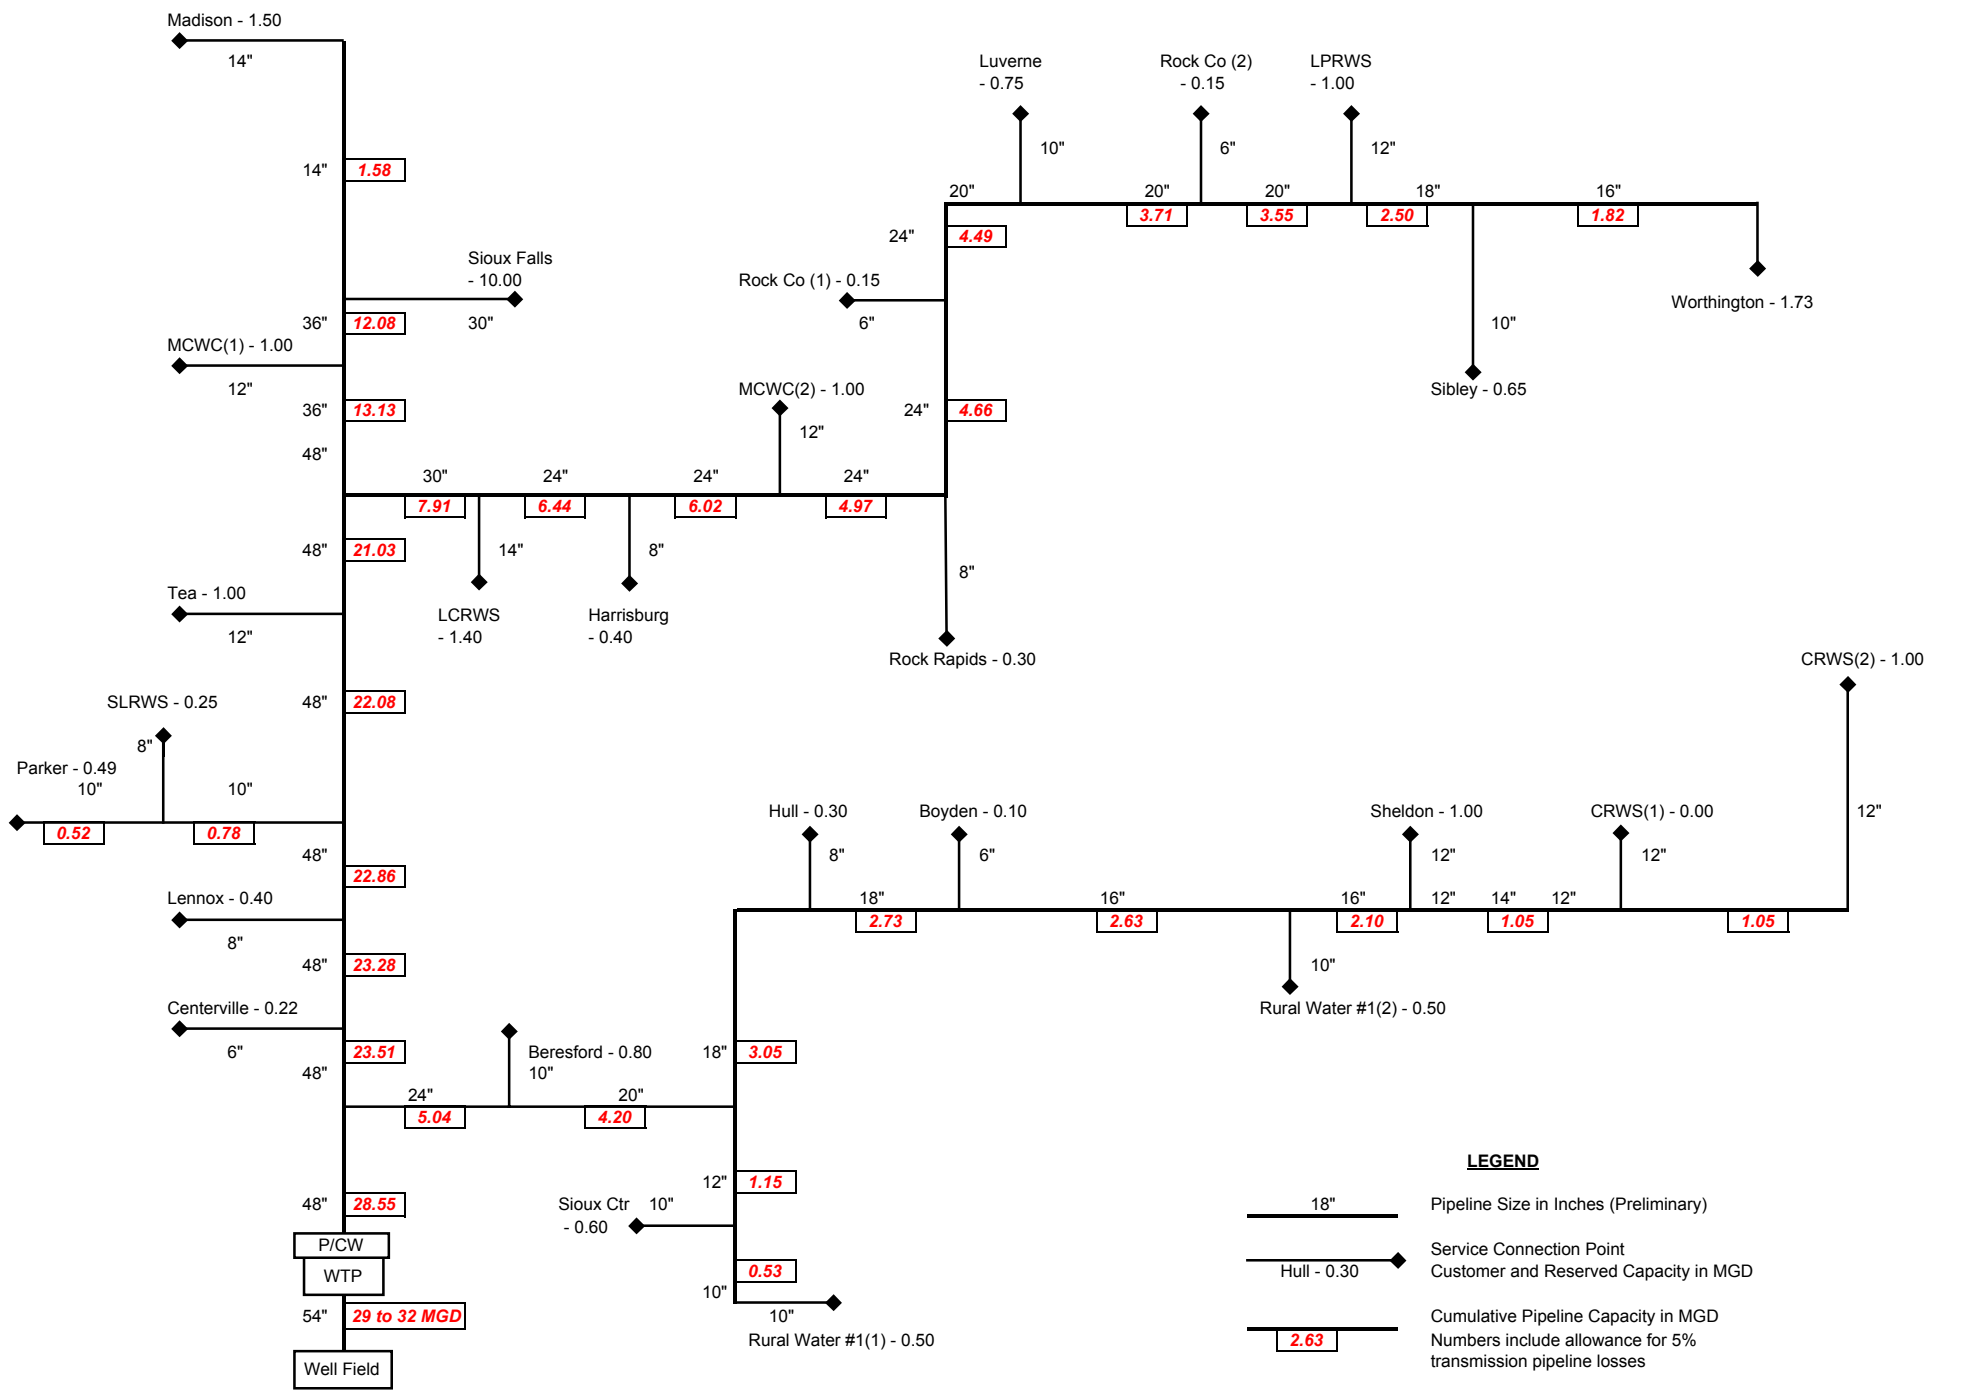 Madison - 1.50
14"
Luverne
- 0.75
Rock Co (2)
- 0.15
LPRWS
- 1.00
10"
6"
12"
14"
1.58
20"
20"
20"
18"
16"
3.71
3.55
2.50
1.82
24"
4.49
Sioux Falls
- 10.00
30"
Rock Co (1) - 0.15
6"
Worthington - 1.73
36"
12.08
MCWC(1) - 1.00
12"
10"
Sibley - 0.65
MCWC(2) - 1.00
12"
36"
13.13
24"
4.66
48"
30"
24"
24"
24"
7.91
6.44
6.02
4.97
48"
21.03
14"
8"
8"
Tea - 1.00
12"
LCRWS
- 1.40
Harrisburg
- 0.40
Rock Rapids - 0.30
CRWS(2) - 1.00
SLRWS - 0.25
8"
48"
22.08
Parker - 0.49
10"
10"
0.52
0.78
Hull - 0.30
8"
Boyden - 0.10
6"
Sheldon - 1.00
12"
CRWS(1) - 0.00
12"
12"
48"
22.86
Lennox - 0.40
8"
18"
16"
16"
12"
14"
12"
2.73
2.63
2.10
1.05
1.05
48"
23.28
10"
Rural Water #1(2) - 0.50
Centerville - 0.22
6"
23.51
48"
Beresford - 0.80
10"
18"
3.05
24"
20"
5.04
4.20
12"
1.15
48"
28.55
Sioux Ctr
- 0.60
10"
P/CW
WTP
0.53
10"
10"
54"
29 to 32 MGD
Rural Water #1(1) - 0.50
Well Field
LEGEND
18"
Pipeline Size in Inches (Preliminary)
Service Connection Point
Hull - 0.30
Customer and Reserved Capacity in MGD
Cumulative Pipeline Capacity in MGD
2.63
Numbers include allowance for 5%
transmission pipeline losses